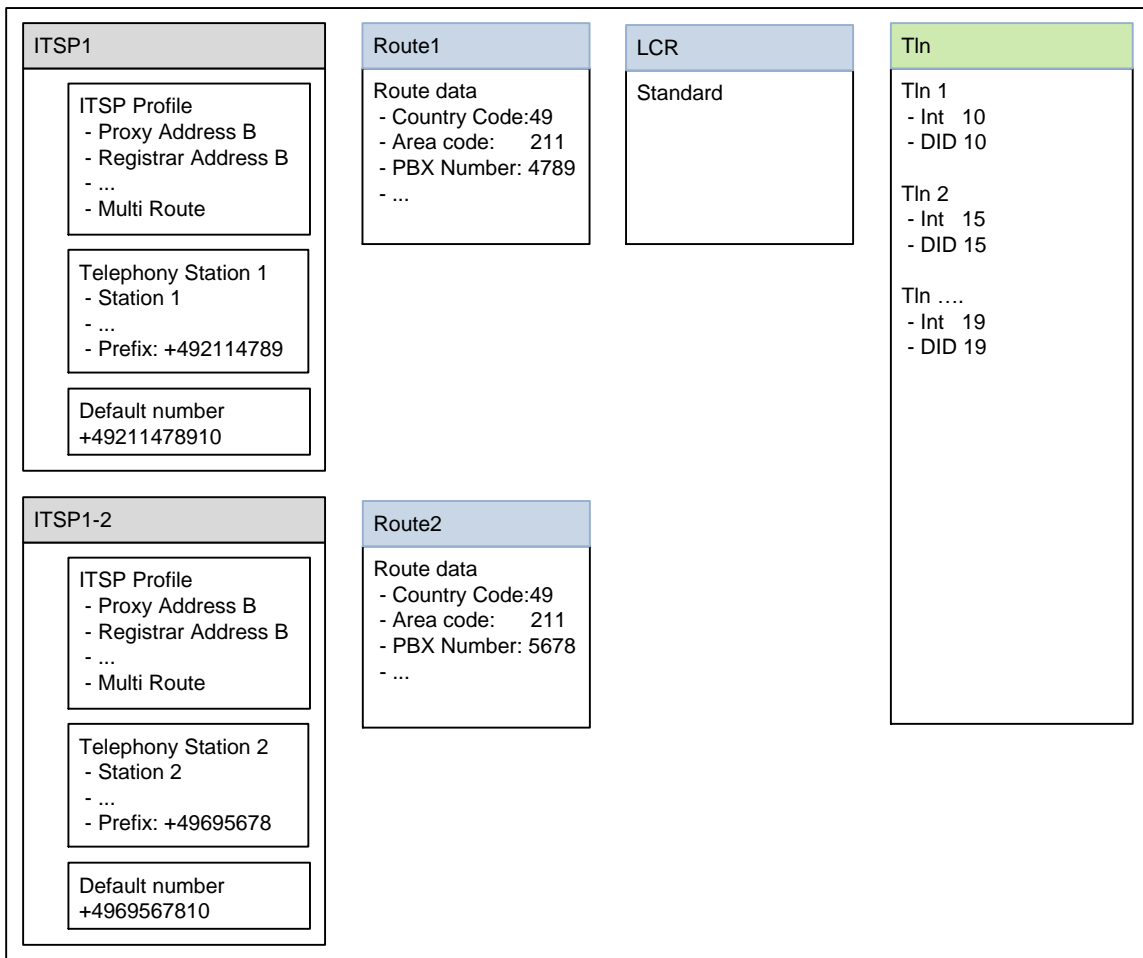 ITSP1
ITSP Profile
- Proxy Address B
- Registrar Address B
- ...
- Multi Route
Telephony Station 1
- Station 1
- ...
- Prefix: +492114789
Default number
+49211478910
Route1
Route data
- Country Code:49
- Area code: 211
- PBX Number: 4789
- ...
LCR
Standard
Tln
Tln 1
- Int 10
- DID 10
Tln 2
- Int 15
- DID 15
Tln ....
- Int 19
- DID 19
ITSP1-2
ITSP Profile
- Proxy Address B
- Registrar Address B
- ...
- Multi Route
Telephony Station 2
- Station 2
- ...
- Prefix: +49695678
Default number
+4969567810
Route2
Route data
- Country Code:49
- Area code: 211
- PBX Number: 5678
- ...